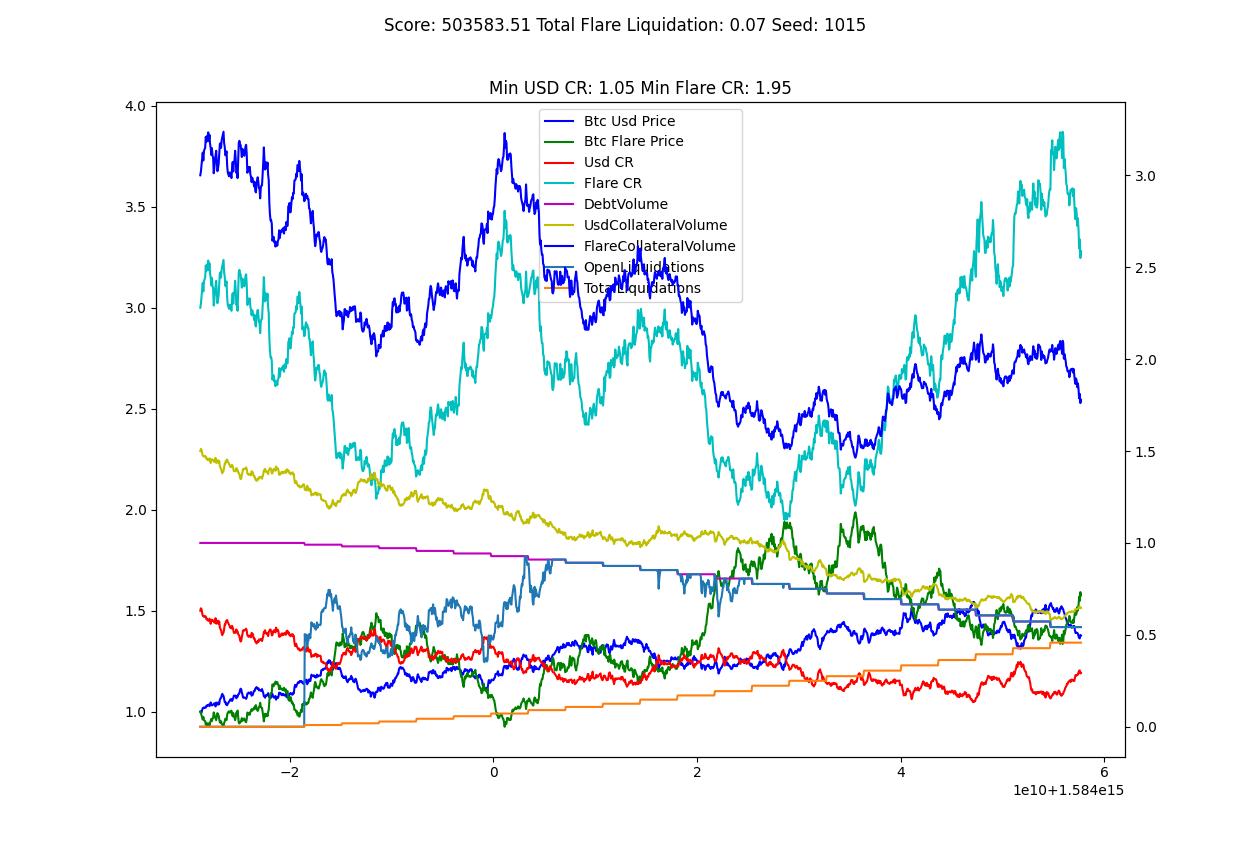 Score: 503583.51 Total Flare Liquidation: 0.07 Seed: 1015
Min USD CR: 1.05 Min Flare CR: 1.95
4.0
3.5
3.0
2.5
2.0
1.5
1.0
Btc Usd Price
Btc Flare Price
Usd CR
Flare CR
DebtVolume
UsdCollateralVolume
FlareCollateralVolume
OpenLiquidations
TotalLiquidations
3.0
2.5
2.0
1.5
1.0
0.5
0.0
−2 0 2 4 6
1e10+1.584e15